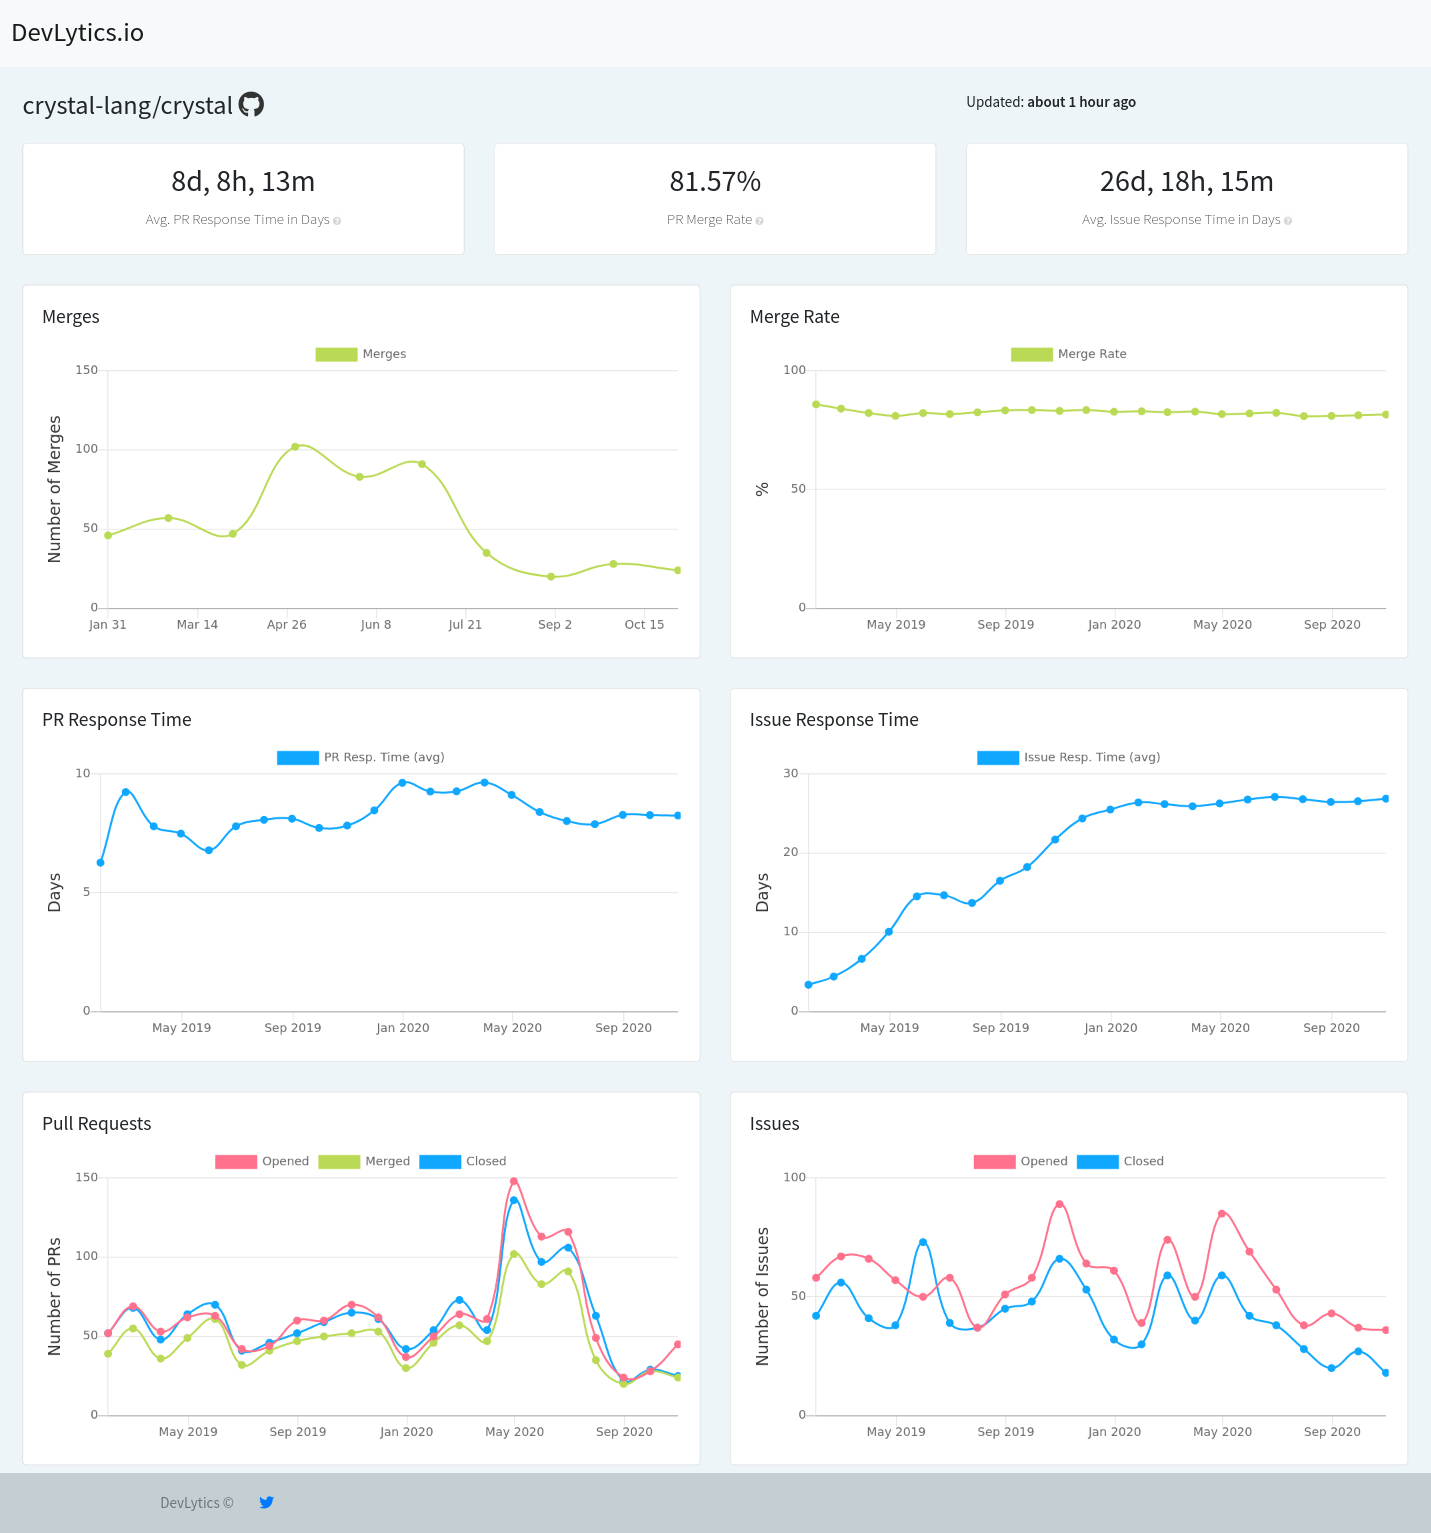 DevLytics.io
crystal-lang/crystal
Updated: about 1 hour ago
8d, 8h, 13m
Avg. PR Response Time in Days ?
81.57%
PR Merge Rate ?
26d, 18h, 15m
Avg. Issue Response Time in Days ?
Merges
Merges
Number of Merges
150
100
50
0
Jan 31 Mar 14 Apr 26 Jun 8 Jul 21 Sep 2 Oct 15
Merge Rate
Merge Rate
%
100
50
0
May 2019 Sep 2019 Jan 2020 May 2020 Sep 2020
PR Response Time
PR Resp. Time (avg)
Days
10
5
0
May 2019 Sep 2019 Jan 2020 May 2020 Sep 2020
Issue Response Time
Issue Resp. Time (avg)
Days
30
20
10
0
May 2019 Sep 2019 Jan 2020 May 2020 Sep 2020
Pull Requests
Opened Merged Closed
Number of PRs
150
100
50
0
May 2019 Sep 2019 Jan 2020 May 2020 Sep 2020
Issues
Opened Closed
Number of Issues
100
50
0
May 2019 Sep 2019 Jan 2020 May 2020 Sep 2020
DevLytics ©